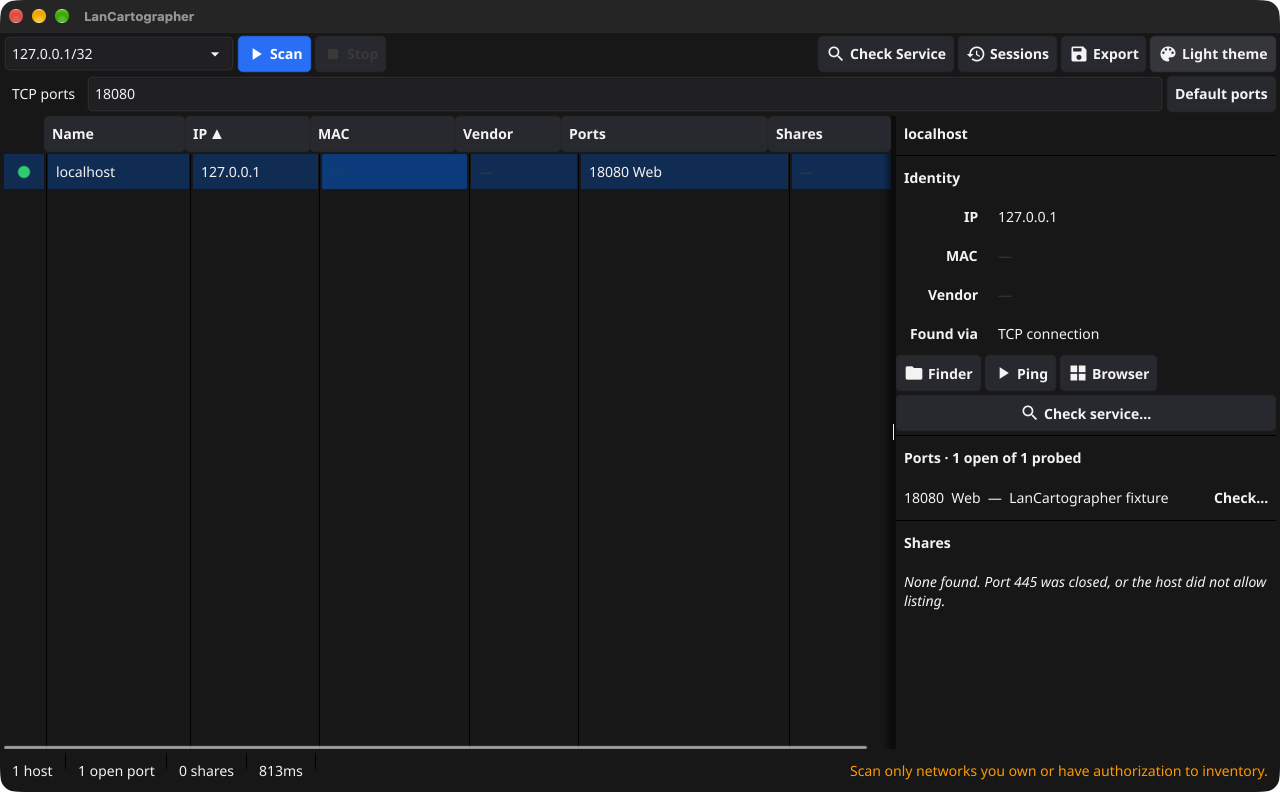 LanCartographer
127.0.0.1/32 Scan Stop Check Service Sessions Export Light theme
TCP ports 18080 Default ports
Name IP ▲ MAC Vendor Ports Shares
localhost 127.0.0.1 — — 18080 Web —
localhost
Identity
IP 127.0.0.1
MAC —
Vendor —
Found via TCP connection
Finder Ping Browser
Check service...
Ports · 1 open of 1 probed
18080 Web — LanCartographer fixture Check...
Shares
None found. Port 445 was closed, or the host did not allow
listing.
1 host 1 open port 0 shares 813ms Scan only networks you own or have authorization to inventory.